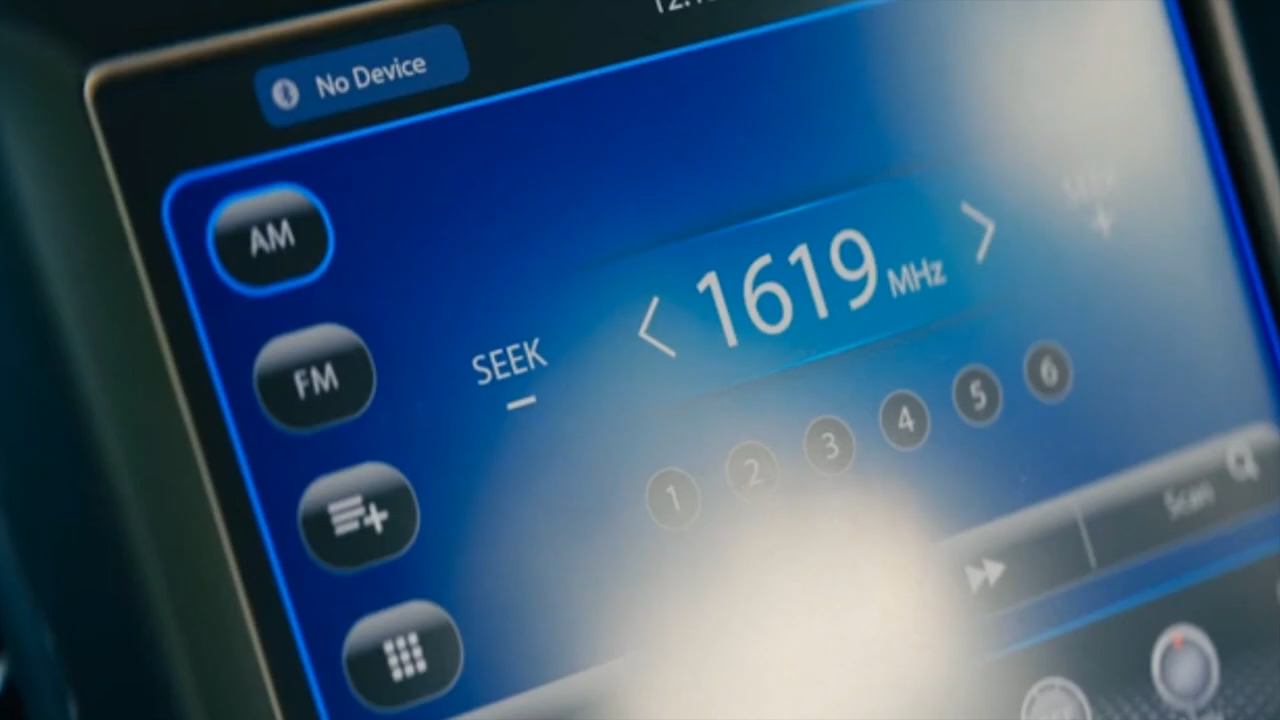 No Device
AM
FM
SEEK
–
< 1619 MHz >
+
1 2 3 4 5 6
Scan